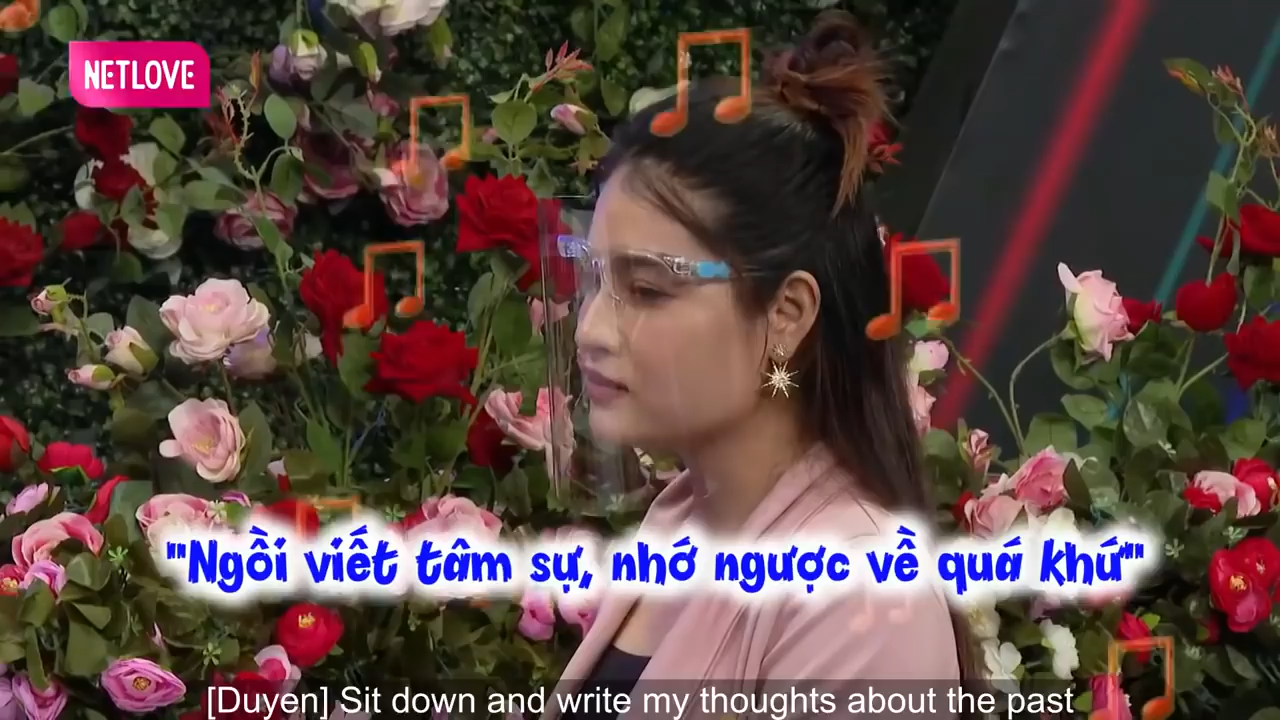 NETLOVE
"'Ngồi viết tâm sự, nhớ ngược về quá khứ'"
[Duyen] Sit down and write my thoughts about the past